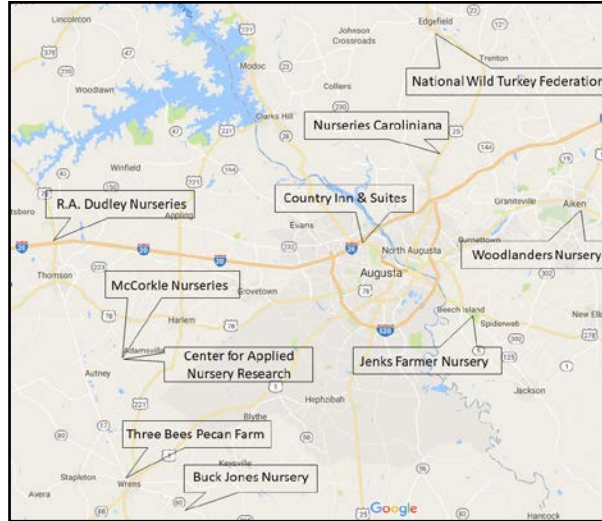 Lincolnton
Johnson
Crossroads
Edgefield
Modoc
Trenton
Woodlawn
Colliers
National Wild Turkey Federation
Clarks Hill
Nurseries Caroliniana
Winfield
R.A. Dudley Nurseries
Appling
Evans
Country Inn & Suites
Graniteville
Aiken
North Augusta
Burnettown
Woodlanders Nursery
Augusta
Thomson
McCorkle Nurseries
Grovetown
Harlem
Beech Island
Spiderweb
New Elle
Adamsville
Center for Applied
Nursery Research
Jenks Farmer Nursery
Autney
Jackson
Hephzibah
Blythe
Three Bees Pecan Farm
Keysville
Stapleton
Wrens
Buck Jones Nursery
Avera
Google
Hancock